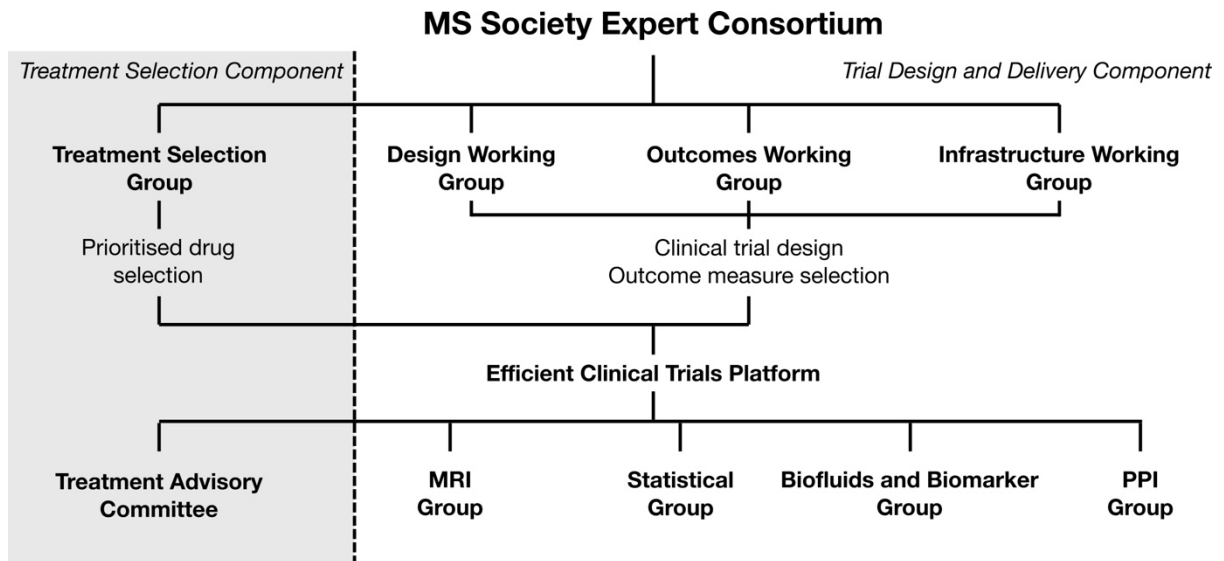 MS Society Expert Consortium
Treatment Selection Component
Trial Design and Delivery Component
Treatment Selection
Group
Design Working
Group
Outcomes Working
Group
Infrastructure Working
Group
Prioritised drug
selection
Clinical trial design
Outcome measure selection
Efficient Clinical Trials Platform
Treatment Advisory
Committee
MRI
Group
Statistical
Group
Biofluids and Biomarker
Group
PPI
Group